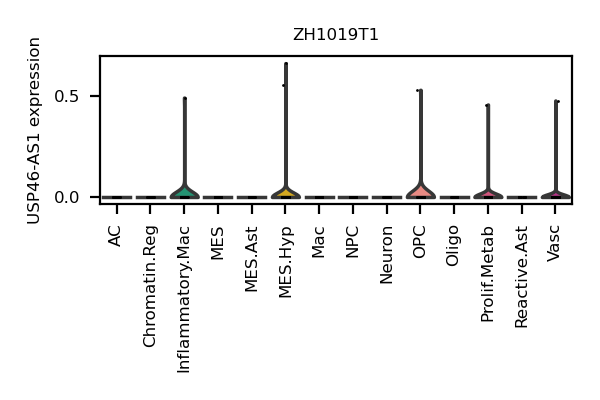 ZH1019T1
USP46-AS1 expression
0.5
0.0
AC
Chromatin.Reg
Inflammatory.Mac
MES
MES.Ast
MES.Hyp
Mac
NPC
Neuron
OPC
Oligo
Prolif.Metab
Reactive.Ast
Vasc